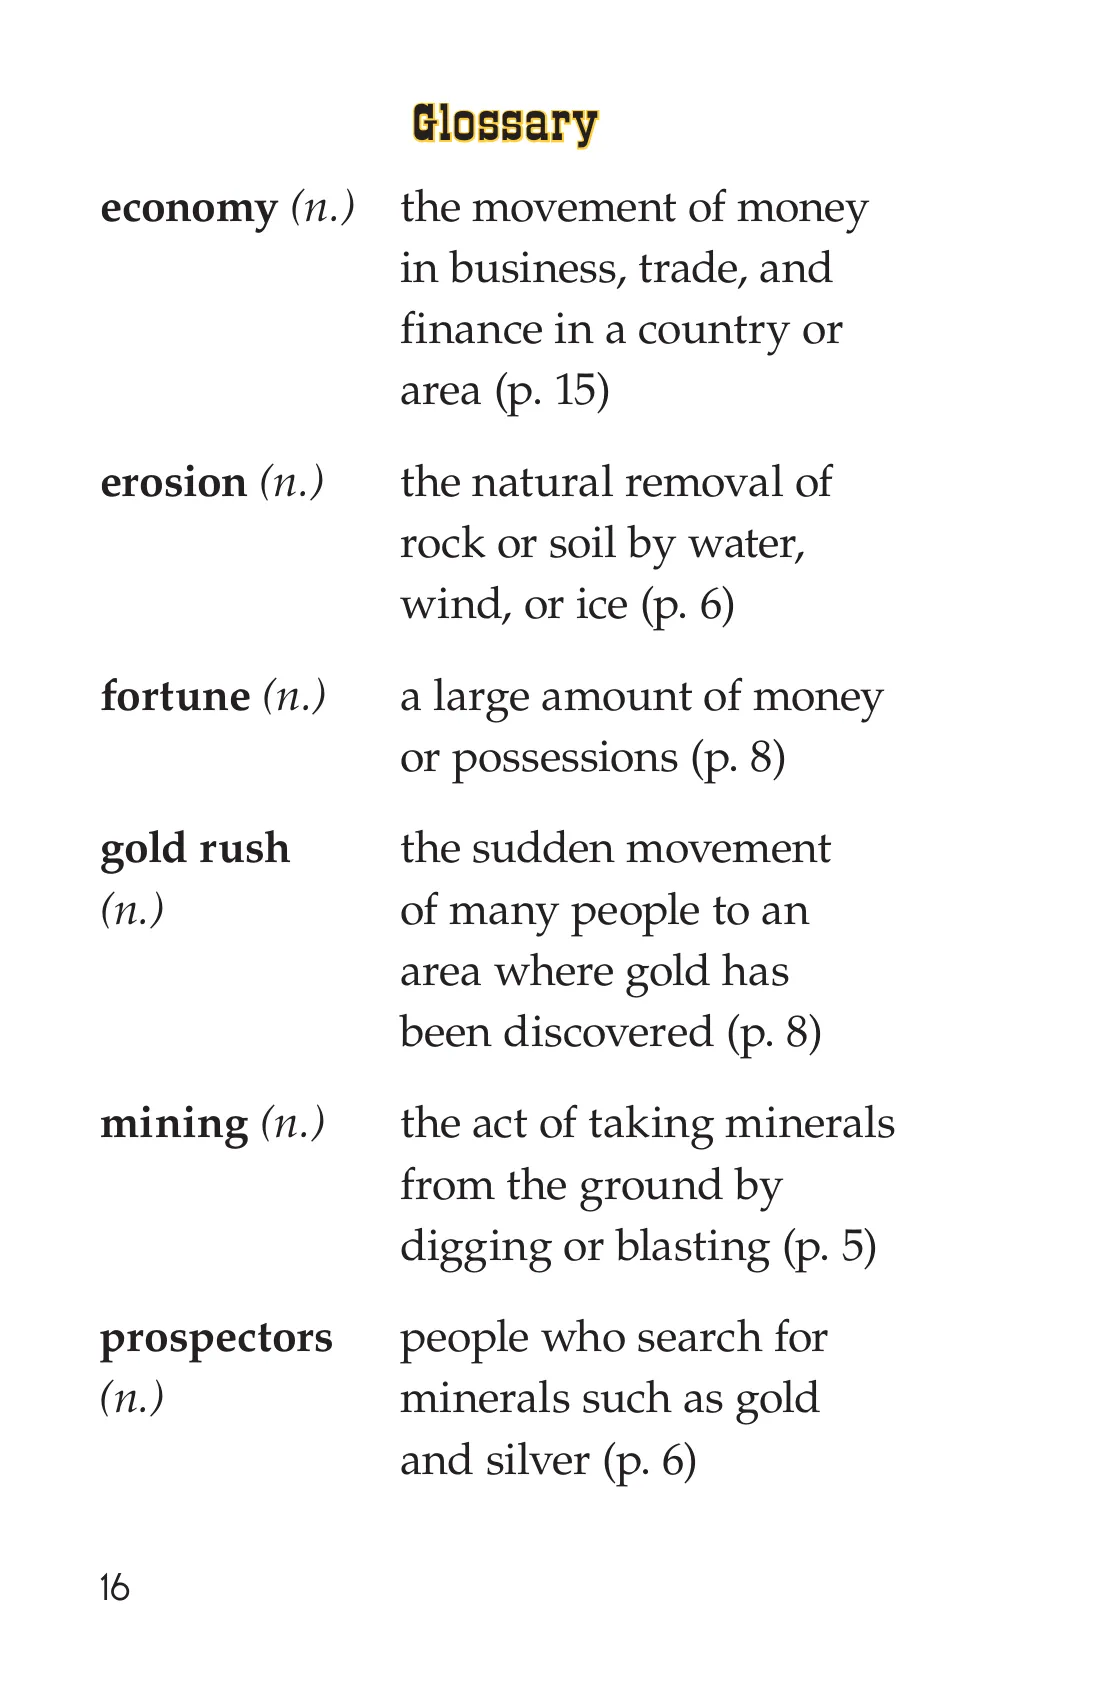 Glossary
economy (n.) the movement of money
in business, trade, and
finance in a country or
area (p. 15)
erosion (n.) the natural removal of
rock or soil by water,
wind, or ice (p. 6)
fortune (n.) a large amount of money
or possessions (p. 8)
gold rush the sudden movement
(n.) of many people to an
area where gold has
been discovered (p. 8)
mining (n.) the act of taking minerals
from the ground by
digging or blasting (p. 5)
prospectors people who search for
(n.) minerals such as gold
and silver (p. 6)
16